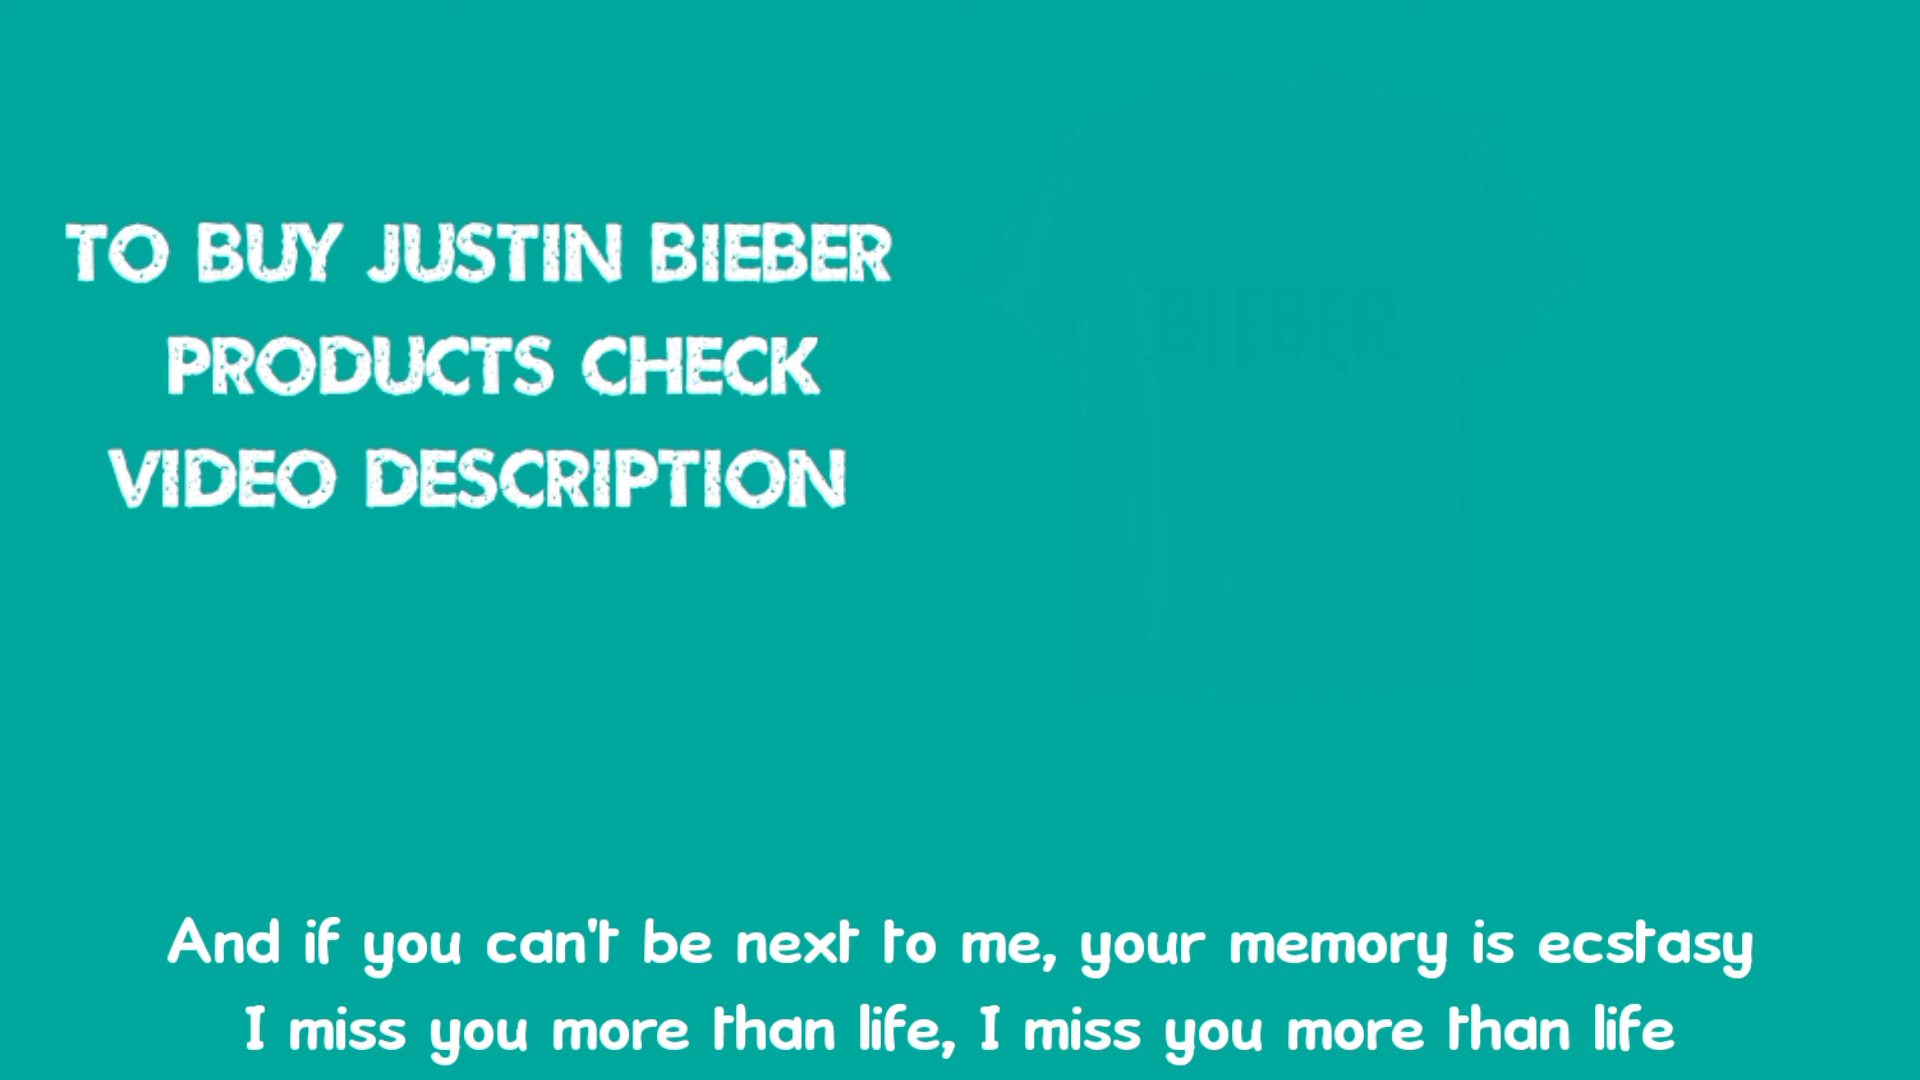 TO BUY JUSTIN BIEBER
PRODUCTS CHECK
VIDEO DESCRIPTION
BIEBER
And if you can't be next to me, your memory is ecstasy
I miss you more than life, I miss you more than life